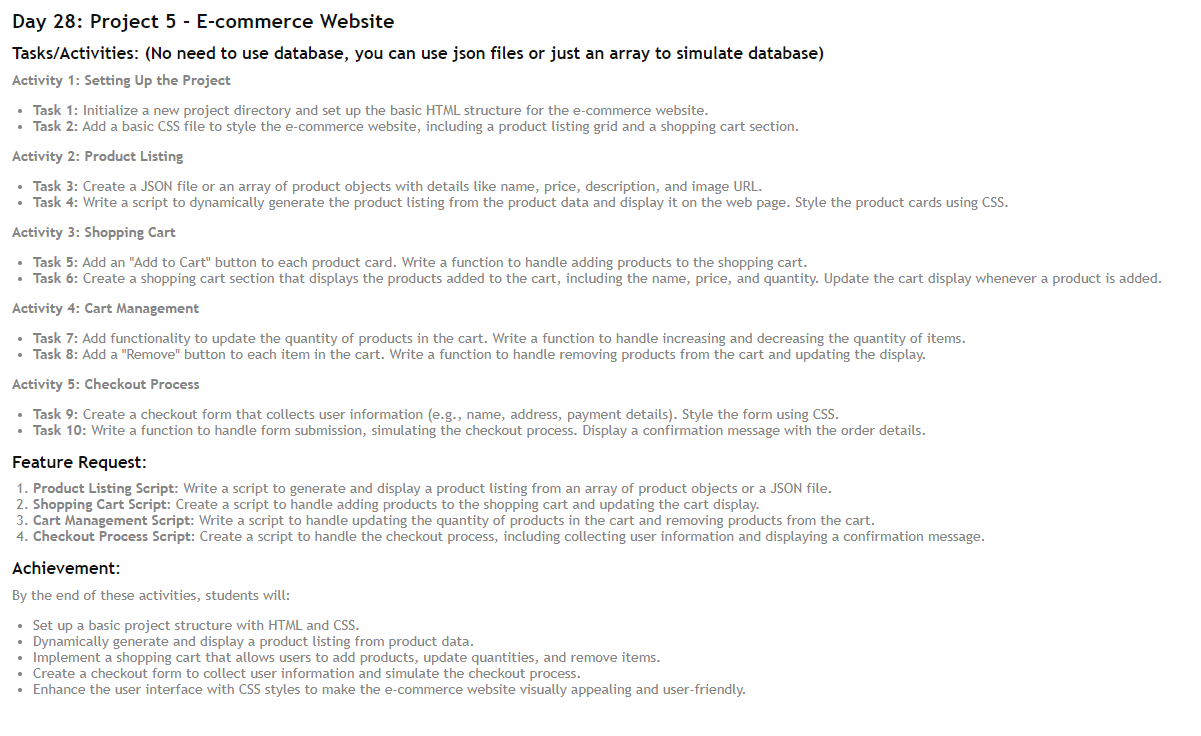 Day 28: Project 5 - E-commerce Website
Tasks/Activities: (No need to use database, you can use json files or just an array to simulate database)
Activity 1: Setting Up the Project
• Task 1: Initialize a new project directory and set up the basic HTML structure for the e-commerce website.
• Task 2: Add a basic CSS file to style the e-commerce website, including a product listing grid and a shopping cart section.
Activity 2: Product Listing
• Task 3: Create a JSON file or an array of product objects with details like name, price, description, and image URL.
• Task 4: Write a script to dynamically generate the product listing from the product data and display it on the web page. Style the product cards using CSS.
Activity 3: Shopping Cart
• Task 5: Add an "Add to Cart" button to each product card. Write a function to handle adding products to the shopping cart.
• Task 6: Create a shopping cart section that displays the products added to the cart, including the name, price, and quantity. Update the cart display whenever a product is added.
Activity 4: Cart Management
• Task 7: Add functionality to update the quantity of products in the cart. Write a function to handle increasing and decreasing the quantity of items.
• Task 8: Add a "Remove" button to each item in the cart. Write a function to handle removing products from the cart and updating the display.
Activity 5: Checkout Process
• Task 9: Create a checkout form that collects user information (e.g., name, address, payment details). Style the form using CSS.
• Task 10: Write a function to handle form submission, simulating the checkout process. Display a confirmation message with the order details.
Feature Request:
1. Product Listing Script: Write a script to generate and display a product listing from an array of product objects or a JSON file.
2. Shopping Cart Script: Create a script to handle adding products to the shopping cart and updating the cart display.
3. Cart Management Script: Write a script to handle updating the quantity of products in the cart and removing products from the cart.
4. Checkout Process Script: Create a script to handle the checkout process, including collecting user information and displaying a confirmation message.
Achievement:
By the end of these activities, students will:
• Set up a basic project structure with HTML and CSS.
• Dynamically generate and display a product listing from product data.
• Implement a shopping cart that allows users to add products, update quantities, and remove items.
• Create a checkout form to collect user information and simulate the checkout process.
• Enhance the user interface with CSS styles to make the e-commerce website visually appealing and user-friendly.